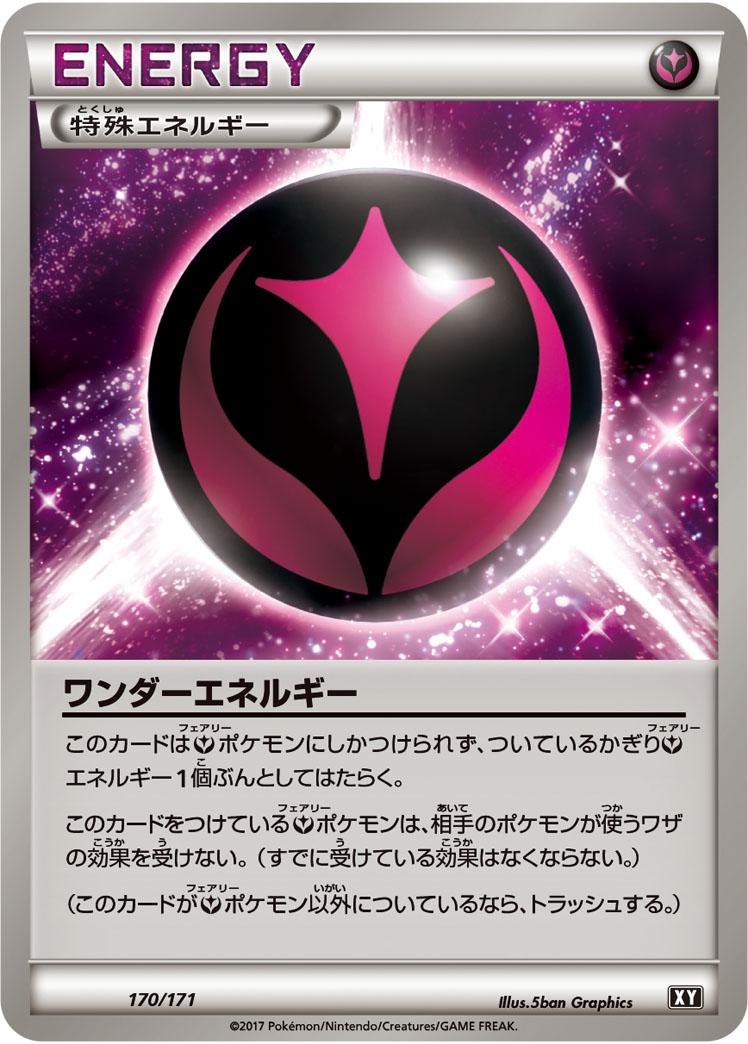 ENERGY
とくしゅ
特殊エネルギー
ワンダーエネルギー
フェアリー フェアリー
このカードはポケモンにしかつけられず、ついているかぎり
こ
エネルギー1個ぶんとしてはたらく。
フェアリー あいて つか
このカードをつけているポケモンは、相手のポケモンが使うワザ
こうか う う こうか
の効果を受けない。(すでに受けている効果はなくならない。)
フェアリー いがい
(このカードがポケモン以外についているなら、トラッシュする。)
170/171 Illus.5ban Graphics XY
©2017 Pokémon/Nintendo/Creatures/GAME FREAK.